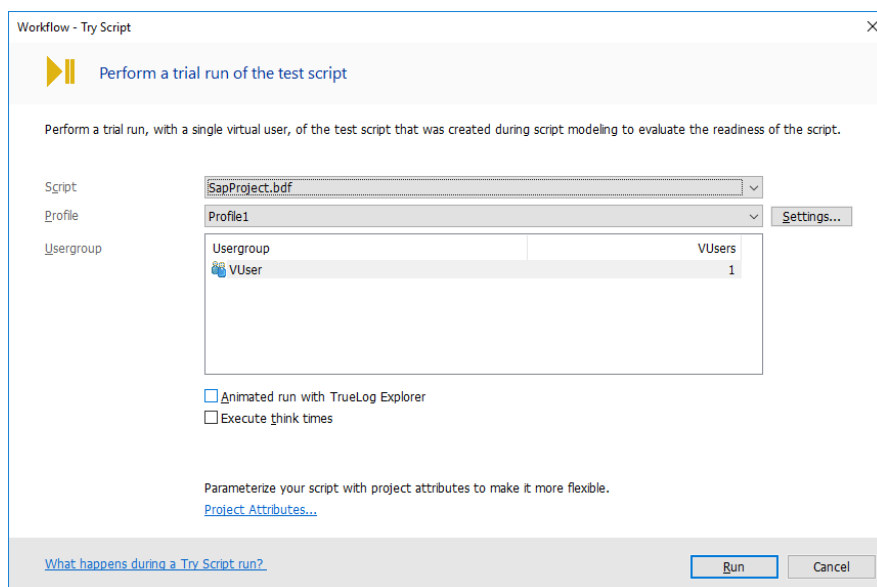 Workflow - Try Script
Perform a trial run of the test script
Perform a trial run, with a single virtual user, of the test script that was created during script modeling to evaluate the readiness of the script.
Script
SapProject.bdf
Profile
Profile1
Settings...
Usergroup
Usergroup VUsers
VUser 1
Animated run with TrueLog Explorer
Execute think times
Parameterize your script with project attributes to make it more flexible.
Project Attributes...
What happens during a Try Script run?
Run
Cancel